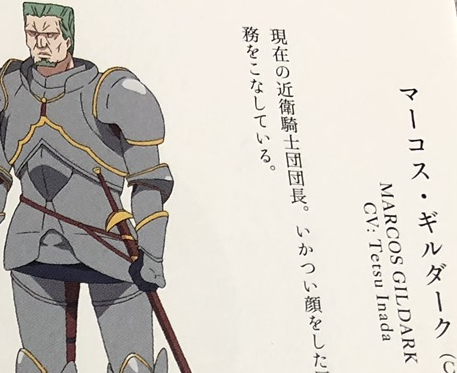 マーコス・ギルダーク（C
MARCOS GILDARK
CV: Tetsu Inada
現在の近衛騎士団団長。いかつい顔をした
務をこなしている。